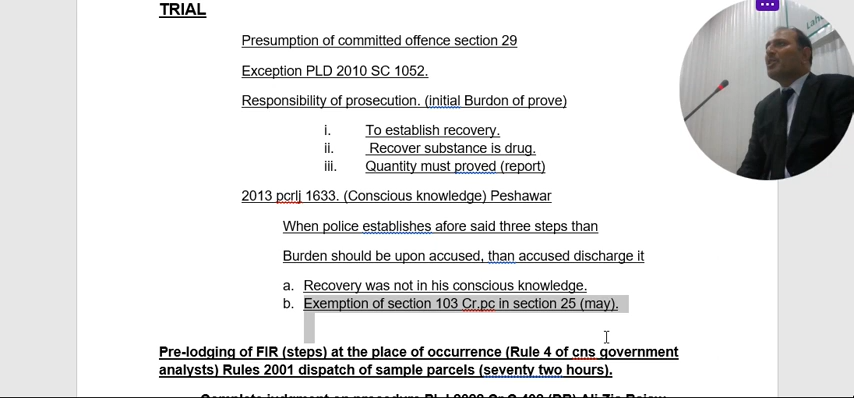 TRIAL
Presumption of committed offence section 29
Exception PLD 2010 SC 1052.
Responsibility of prosecution. (initial Burdon of prove)
i. To establish recovery.
ii. Recover substance is drug.
iii. Quantity must proved (report)
2013 pcrlj 1633. (Conscious knowledge) Peshawar
When police establishes afore said three steps than
Burden should be upon accused, than accused discharge it
a. Recovery was not in his conscious knowledge.
b. Exemption of section 103 Cr.pc in section 25 (may).
Pre-lodging of FIR (steps) at the place of occurrence (Rule 4 of cns government
analysts) Rules 2001 dispatch of sample parcels (seventy two hours).